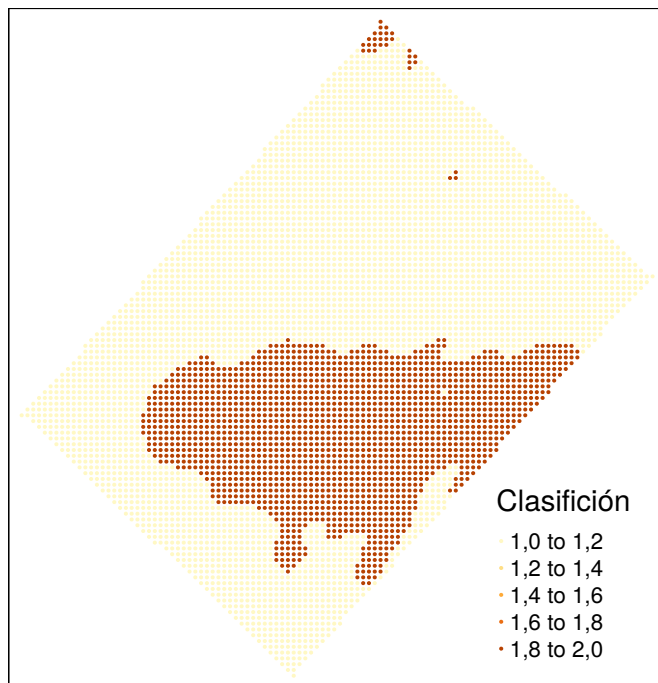 Clasifición
1,0 to 1,2
1,2 to 1,4
1,4 to 1,6
1,6 to 1,8
1,8 to 2,0